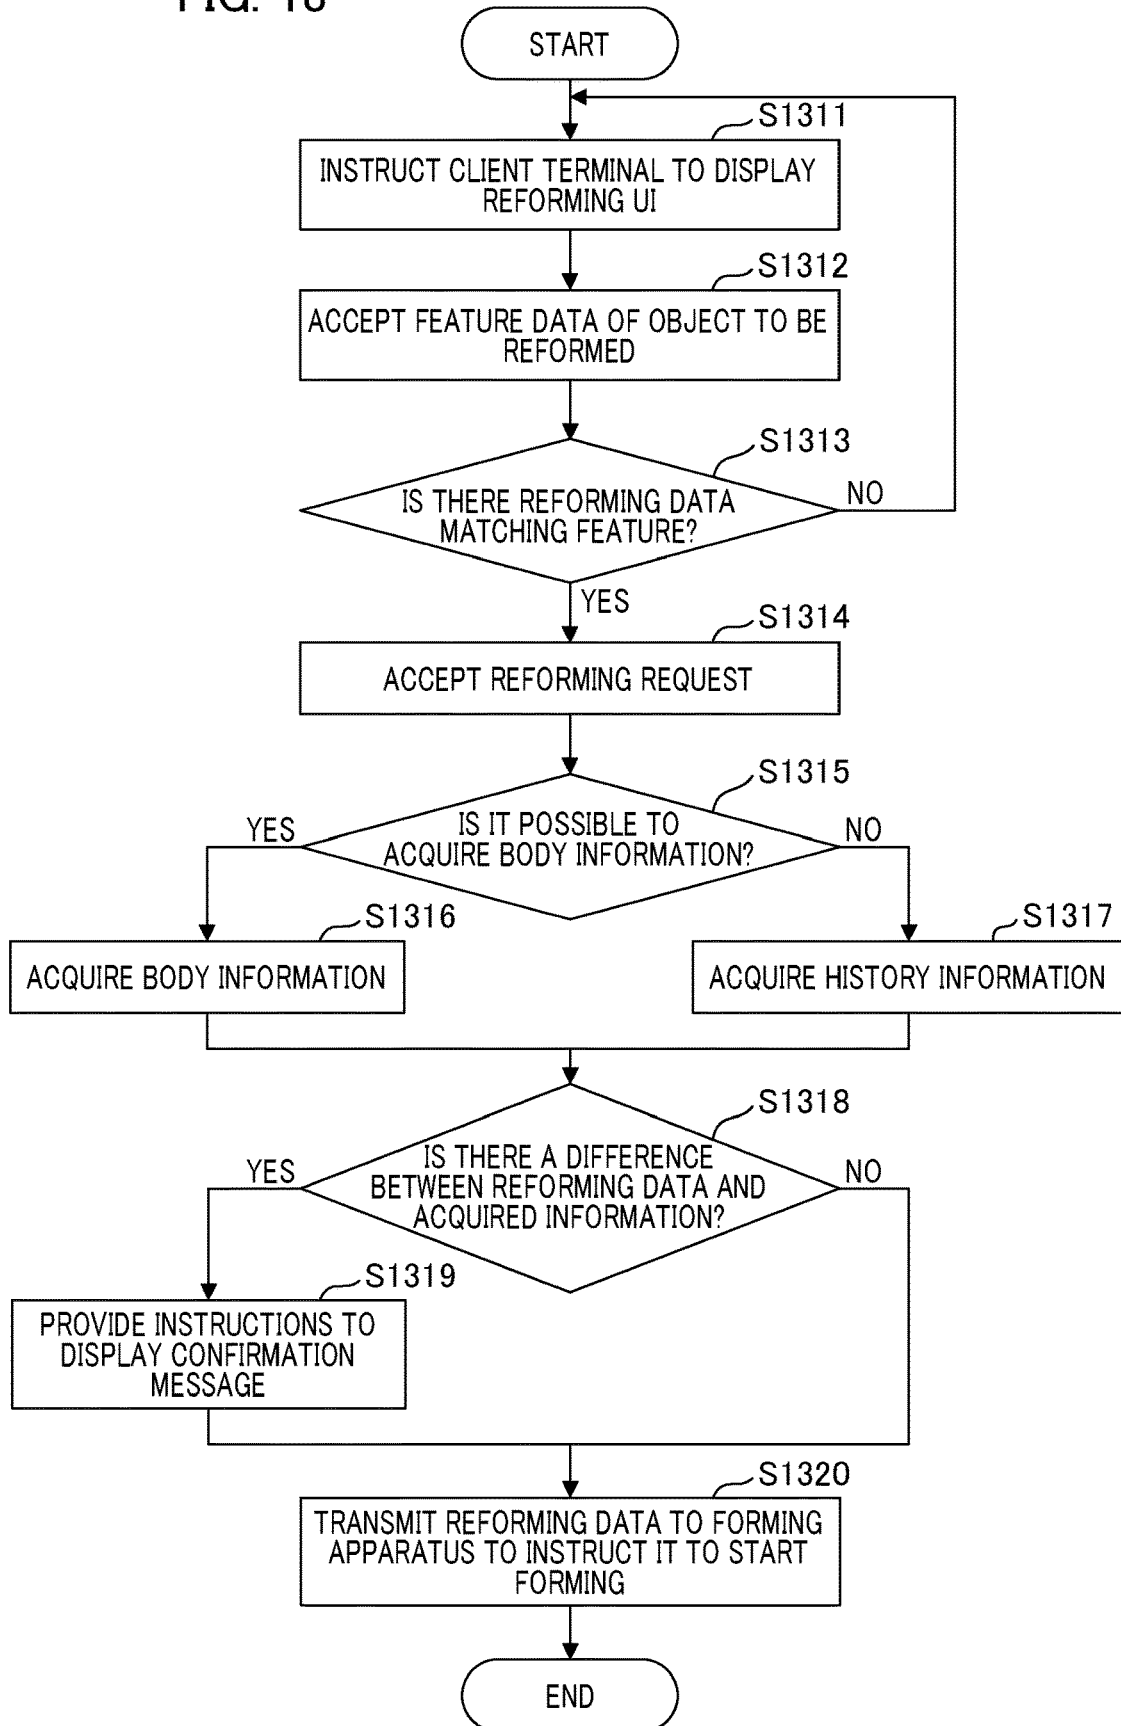 START
S1311
INSTRUCT CLIENT TERMINAL TO DISPLAY
REFORMING UI
S1312
ACCEPT FEATURE DATA OF OBJECT TO BE
REFORMED
S1313
IS THERE REFORMING DATA
MATCHING FEATURE?
NO
YES
S1314
ACCEPT REFORMING REQUEST
S1315
IS IT POSSIBLE TO
ACQUIRE BODY INFORMATION?
YES
NO
S1316
ACQUIRE BODY INFORMATION
S1317
ACQUIRE HISTORY INFORMATION
S1318
IS THERE A DIFFERENCE
BETWEEN REFORMING DATA AND
ACQUIRED INFORMATION?
YES
NO
S1319
PROVIDE INSTRUCTIONS TO
DISPLAY CONFIRMATION
MESSAGE
S1320
TRANSMIT REFORMING DATA TO FORMING
APPARATUS TO INSTRUCT IT TO START
FORMING
END